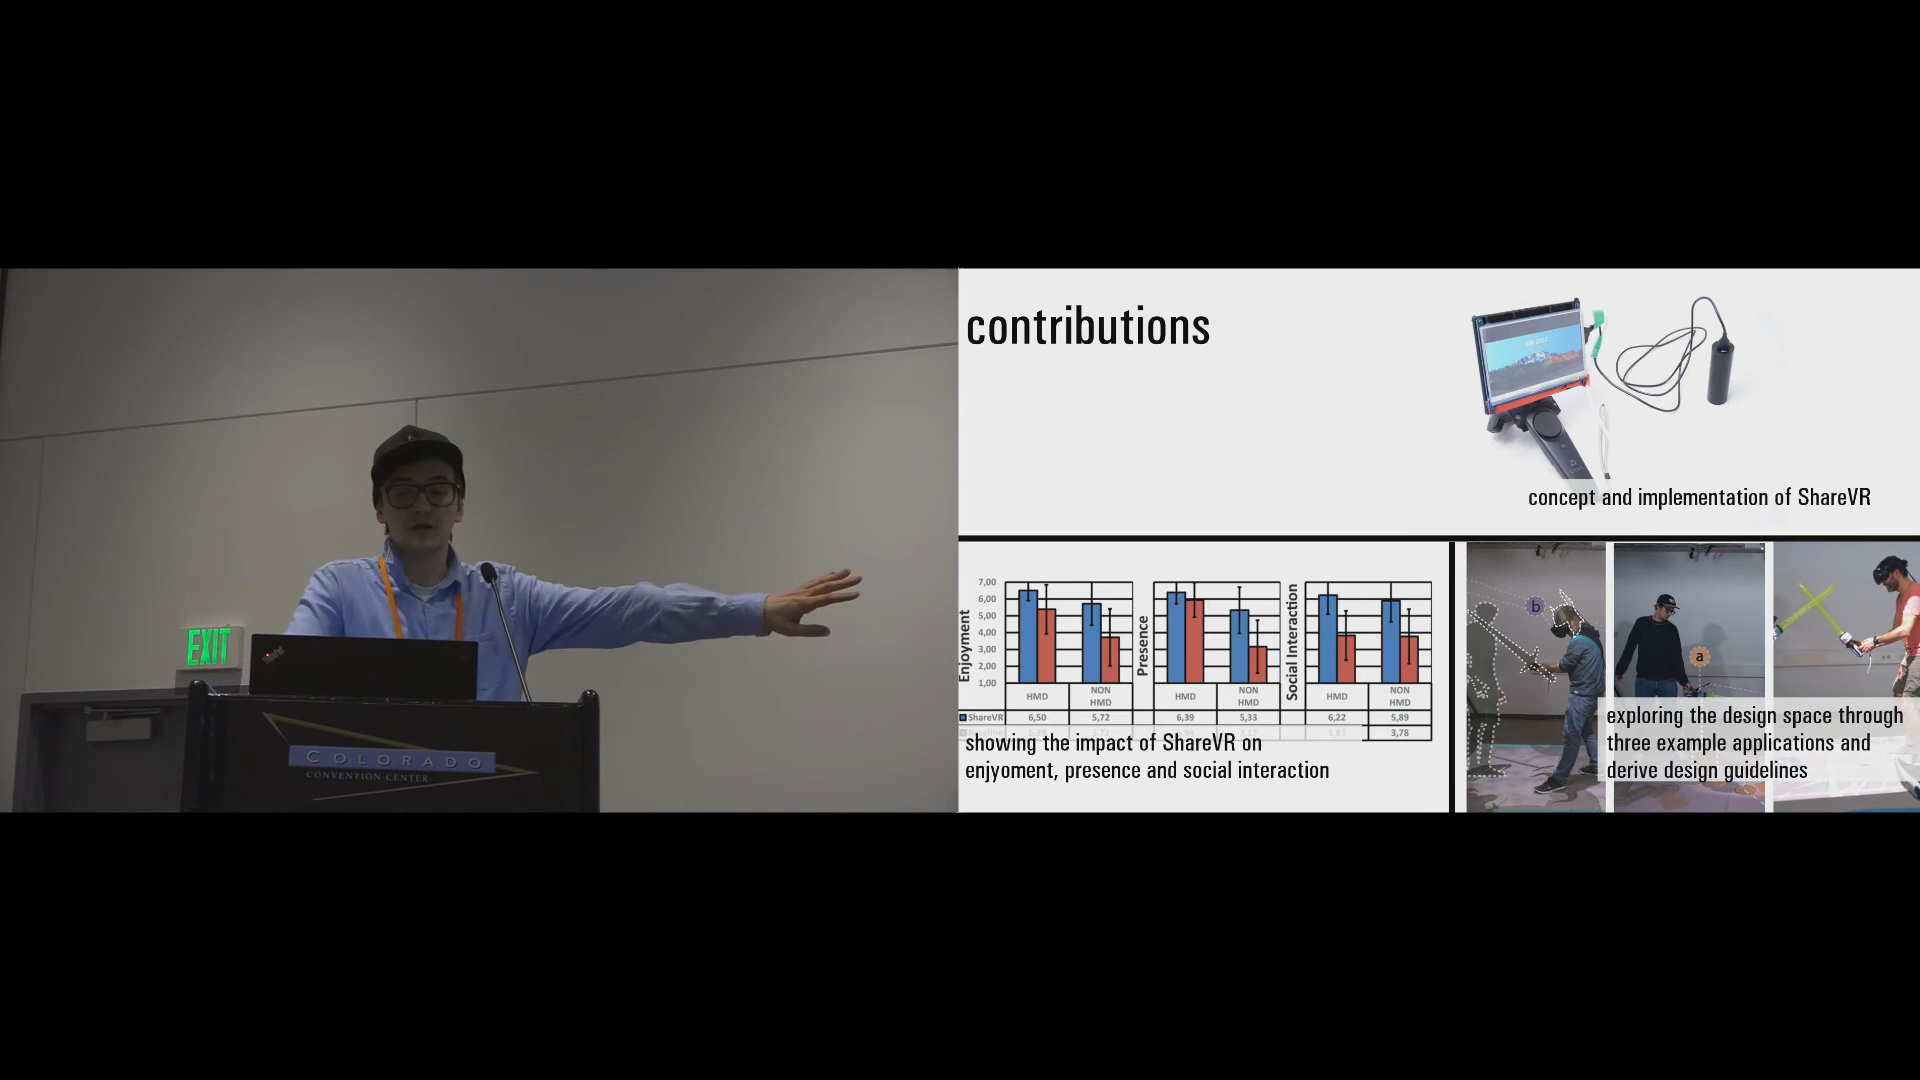 EXIT
COLORADO
CONVENTION CENTER
contributions
concept and implementation of ShareVR
Enjoyment
7,00
6,00
5,00
4,00
3,00
2,00
1,00
HMD
NON HMD
Presence
HMD
NON HMD
Social Interaction
HMD
NON HMD
ShareVR 6,50 5,72 6,39 5,33 6,22 5,89
3,78
showing the impact of ShareVR on
enjyoment, presence and social interaction
b
a
exploring the design space through
three example applications and
derive design guidelines